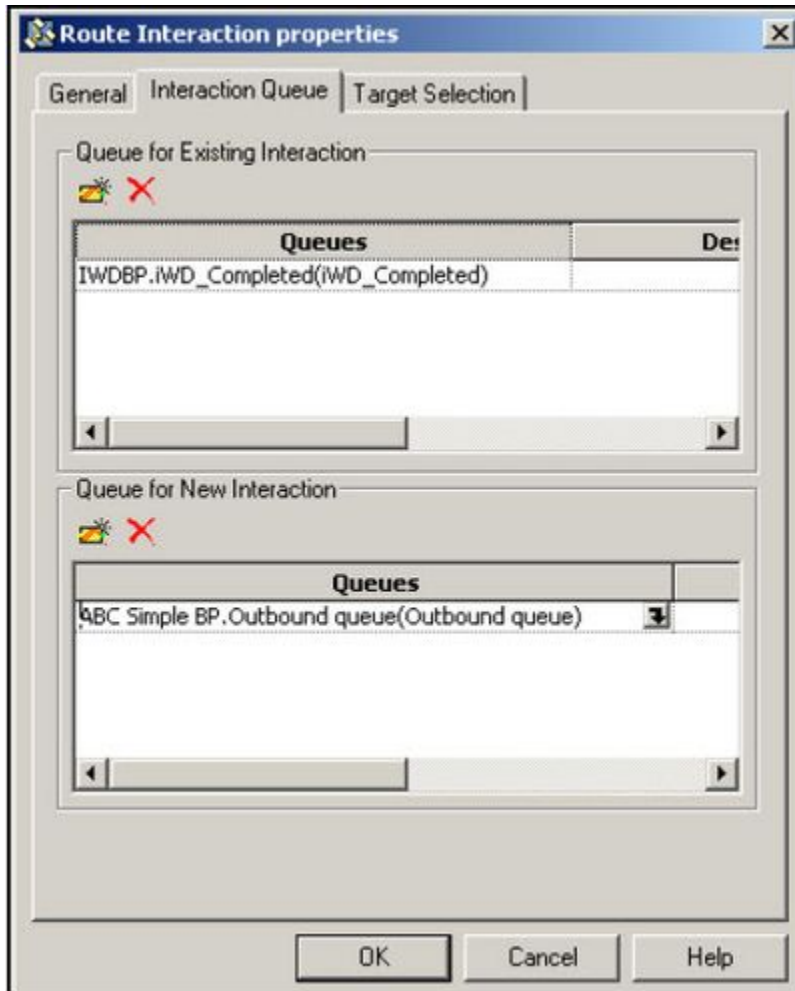 Route Interaction properties
General Interaction Queue Target Selection
Queue for Existing Interaction
Queues Des
IWDBP.iWD_Completed(iWD_Completed)
Queue for New Interaction
Queues
ABC Simple BP.Outbound queue(Outbound queue)
OK Cancel Help